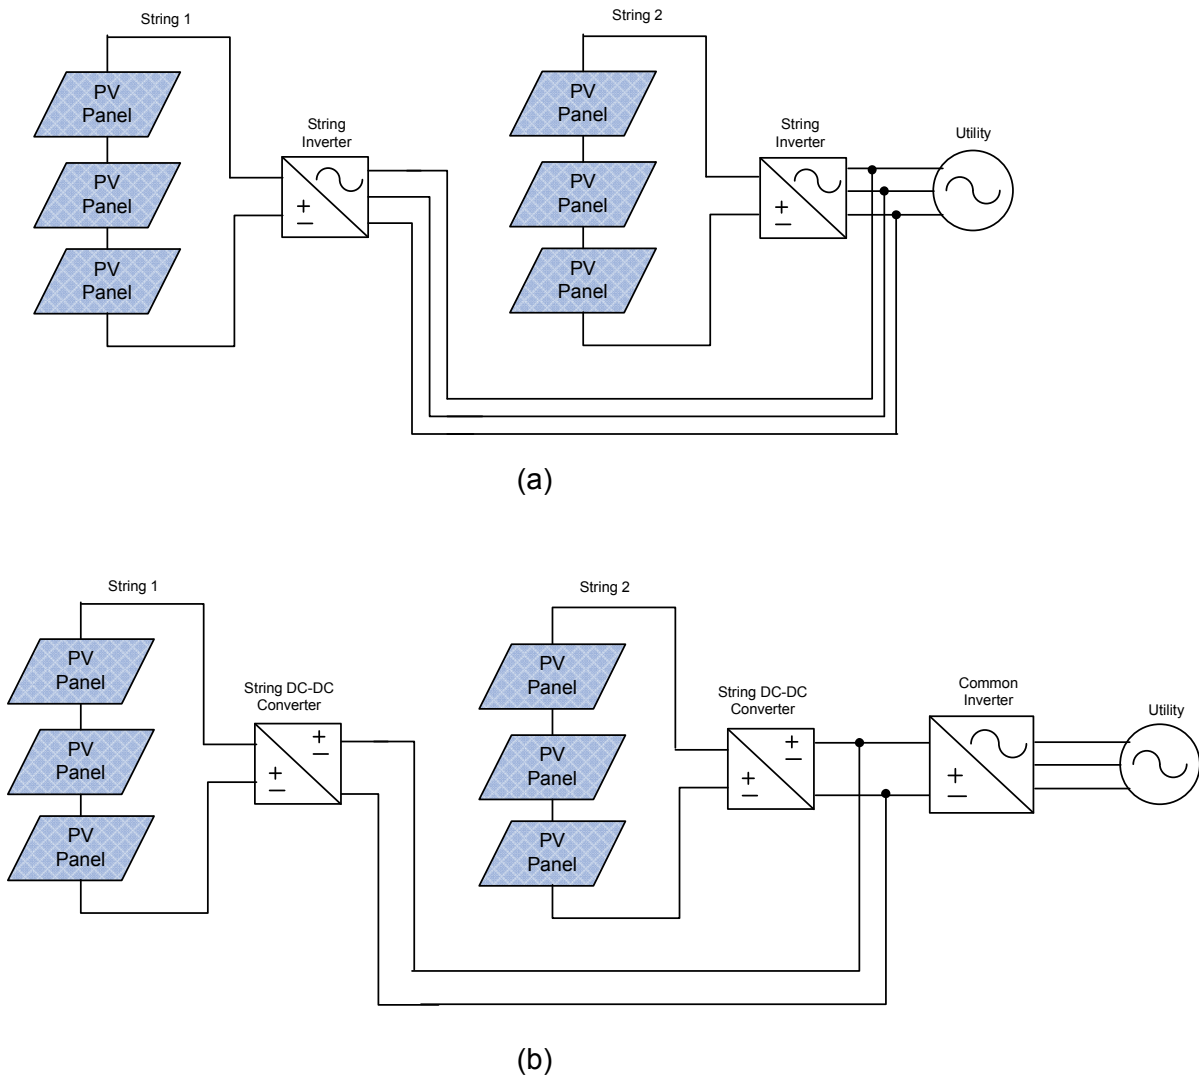 String 1
String 2
PV
Panel
PV
Panel
PV
Panel
String
Inverter
+
−
PV
Panel
PV
Panel
PV
Panel
String
Inverter
+
−
Utility
(a)
String 1
String 2
PV
Panel
PV
Panel
PV
Panel
String DC-DC
Converter
+
−
+
−
PV
Panel
PV
Panel
PV
Panel
String DC-DC
Converter
+
−
+
−
Common
Inverter
+
−
Utility
(b)